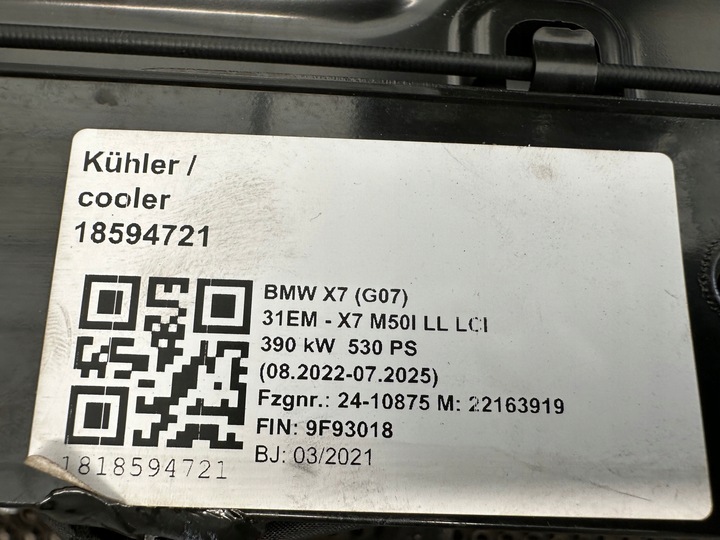 Kühler /
cooler
18594721
BMW X7 (G07)
31EM - X7 M50I LL LCI
390 kW 530 PS
(08.2022-07.2025)
Fzgnr.: 24-10875 M: 22163919
FIN: 9F93018
BJ: 03/2021
1818594721